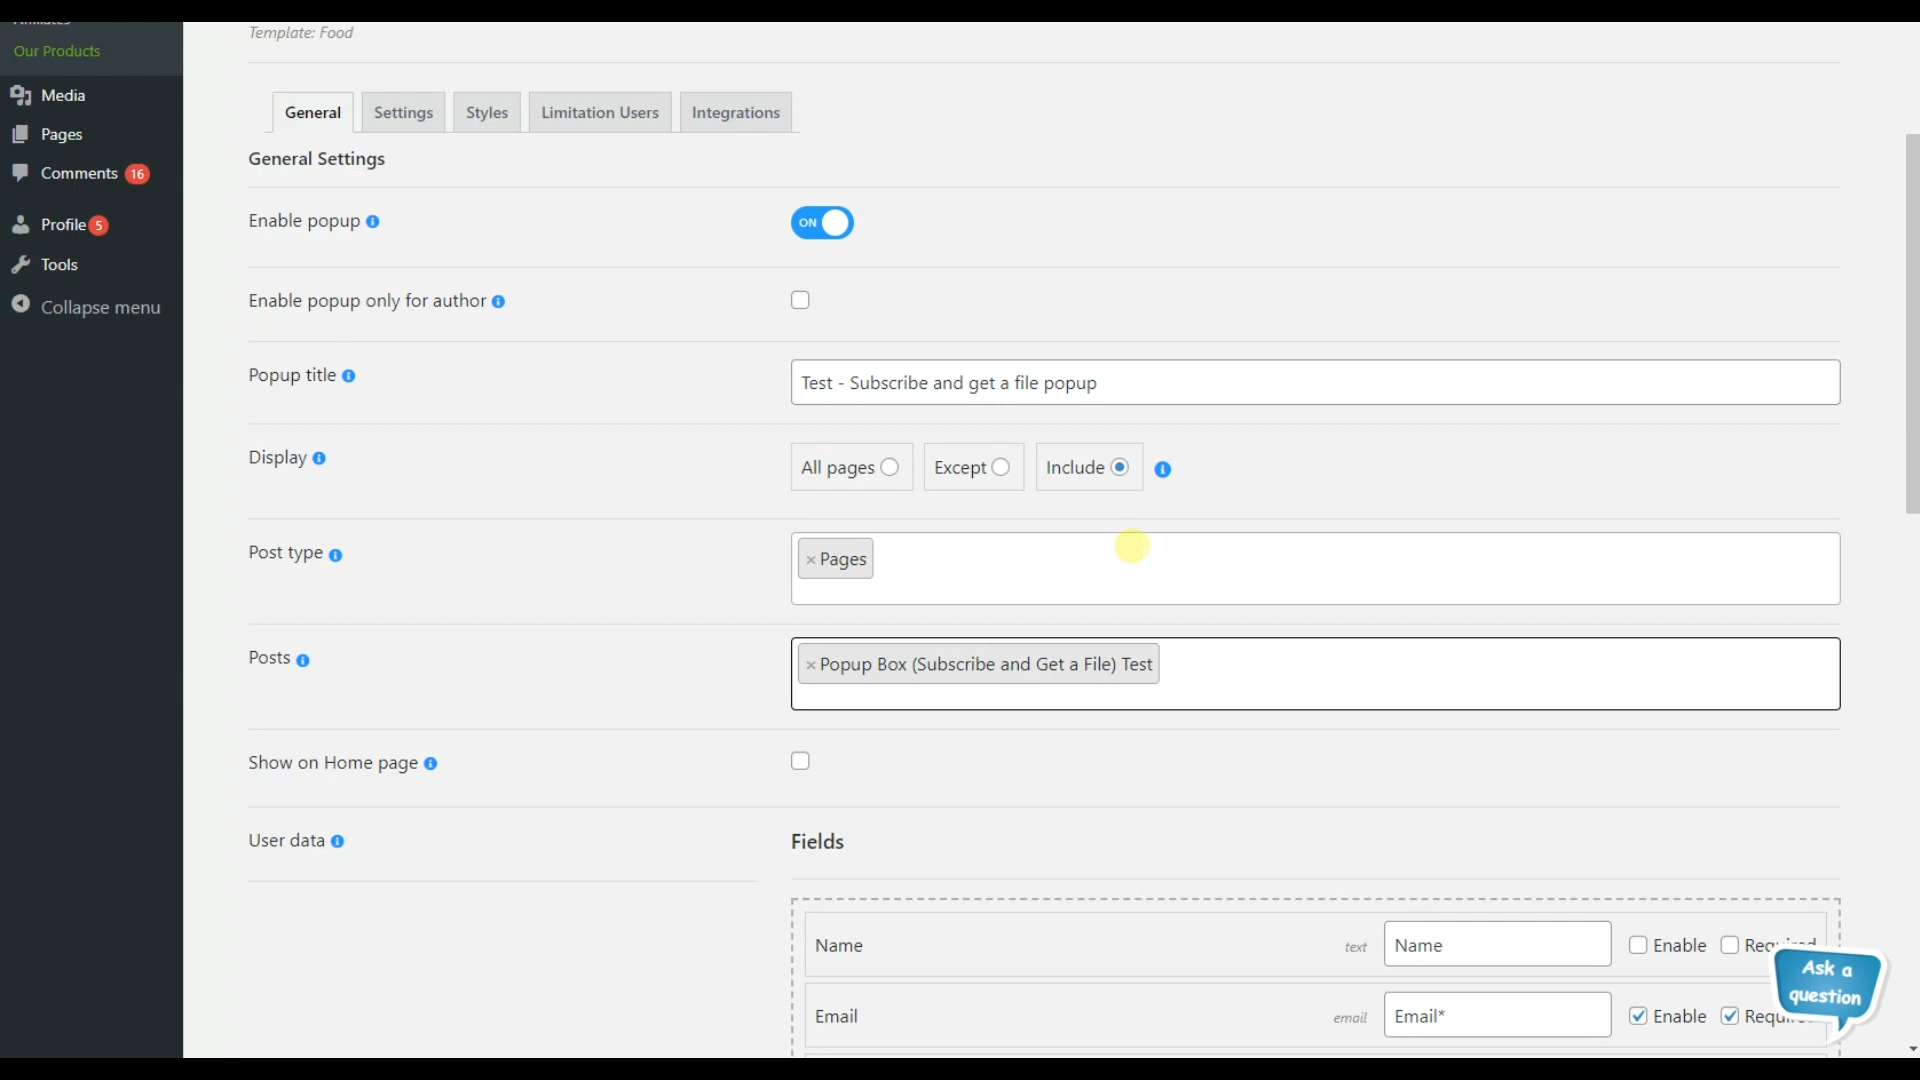 Our Products
Media
Pages
Comments 16
Profile 5
Tools
Collapse menu
Template: Food
General Settings Styles Limitation Users Integrations
General Settings
Enable popup
ON
Enable popup only for author
Popup title
Test - Subscribe and get a file popup
Display
All pages Except Include
Post type
× Pages
Posts
× Popup Box (Subscribe and Get a File) Test
Show on Home page
User data
Fields
Name text Name Enable Required
Email email Email* Enable
Ask a
question